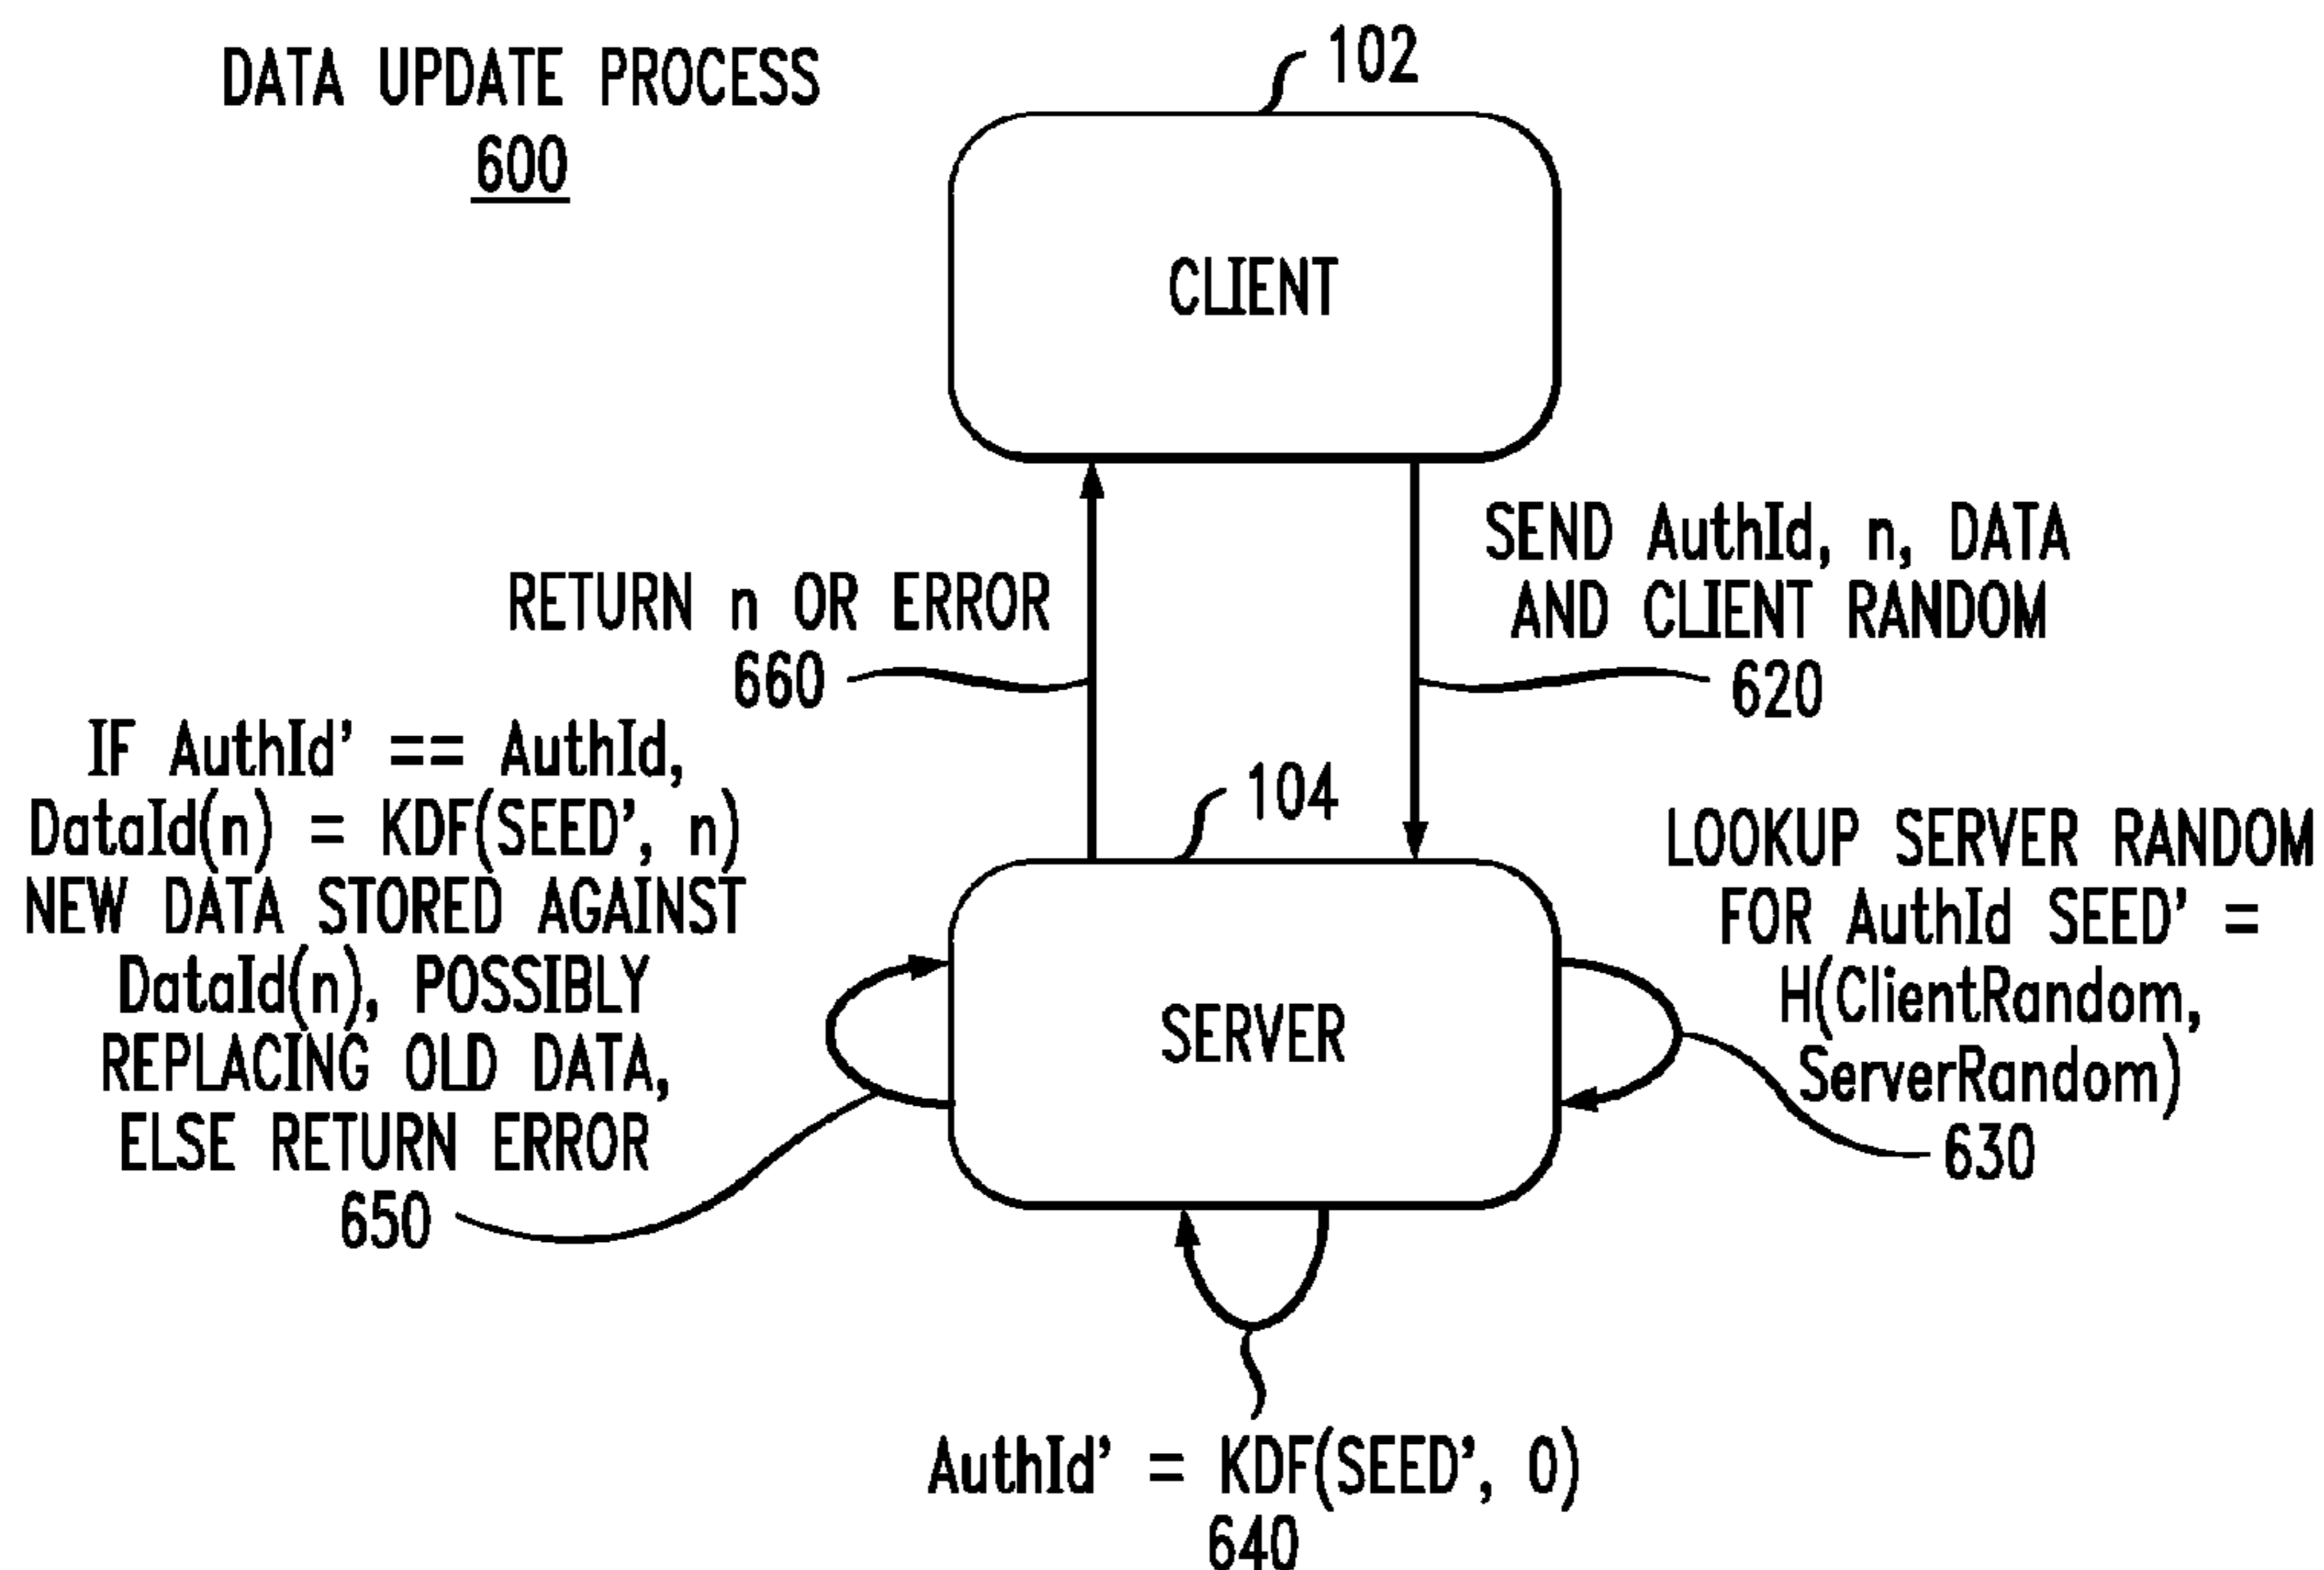 DATA UPDATE PROCESS
600
102
CLIENT
RETURN n OR ERROR
660
SEND AuthId, n, DATA
AND CLIENT RANDOM
620
IF AuthId' == AuthId,
DataId(n) = KDF(SEED', n)
NEW DATA STORED AGAINST
DataId(n), POSSIBLY
REPLACING OLD DATA,
ELSE RETURN ERROR
650
104
SERVER
LOOKUP SERVER RANDOM
FOR AuthId SEED' =
H(ClientRandom,
ServerRandom)
630
AuthId' = KDF(SEED', 0)
640